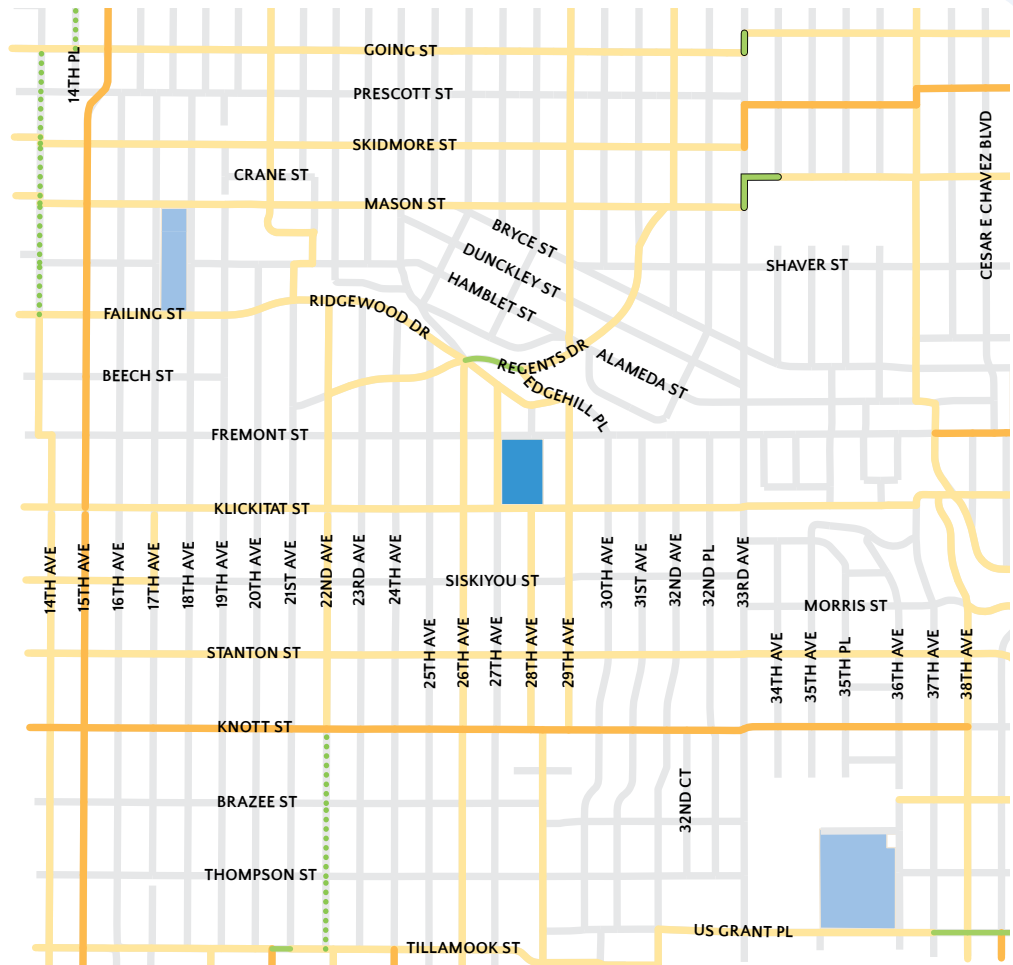 14TH PL
GOING ST
PRESCOTT ST
SKIDMORE ST
CESAR E CHAVEZ BLVD
CRANE ST
MASON ST
BRYCE ST
DUNCKLEY ST
HAMBLET ST
SHAVER ST
FAILING ST
RIDGEWOOD DR
REGENTS DR
ALAMEDA ST
BEECH ST
EDGEHILL PL
FREMONT ST
KLICKITAT ST
14TH AVE
15TH AVE
16TH AVE
17TH AVE
18TH AVE
19TH AVE
20TH AVE
21ST AVE
22ND AVE
23RD AVE
24TH AVE
SISKIYOU ST
30TH AVE
31ST AVE
32ND AVE
32ND PL
33RD AVE
MORRIS ST
STANTON ST
25TH AVE
26TH AVE
27TH AVE
28TH AVE
29TH AVE
34TH AVE
35TH AVE
35TH PL
36TH AVE
37TH AVE
38TH AVE
KNOTT ST
BRAZEE ST
32ND CT
THOMPSON ST
US GRANT PL
TILLAMOOK ST